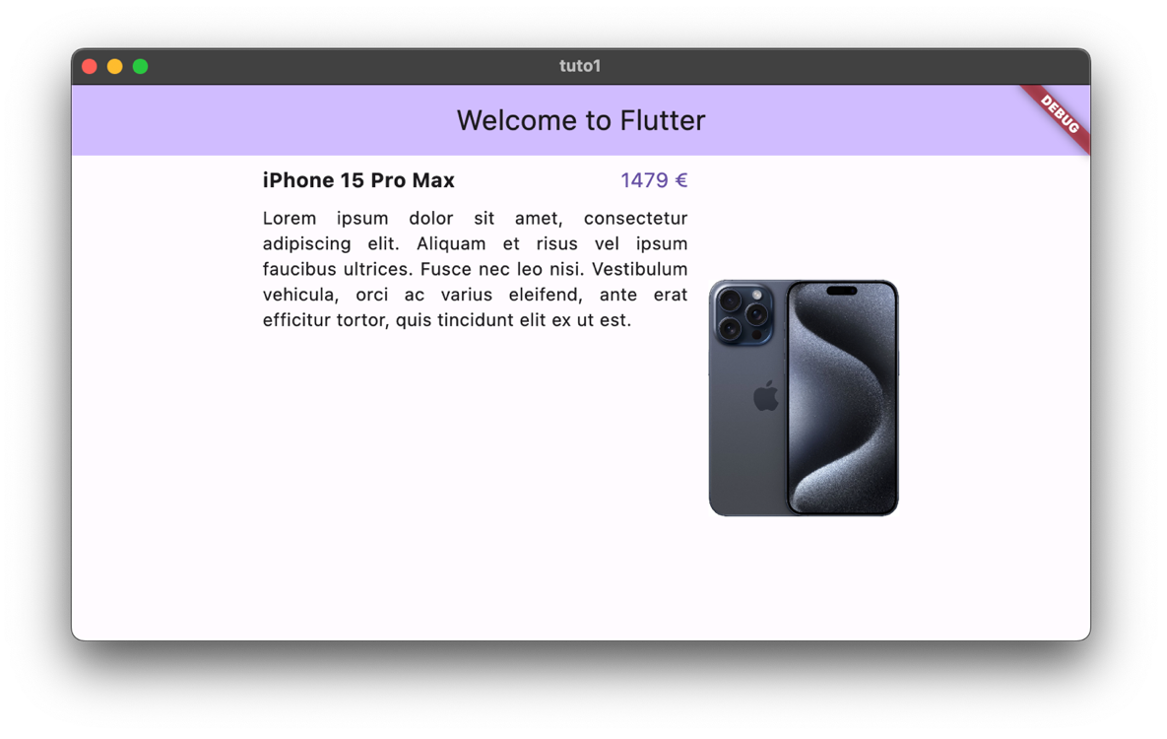 tuto1
Welcome to Flutter
DEBUG
iPhone 15 Pro Max
1479 €
Lorem ipsum dolor sit amet, consectetur
adipiscing elit. Aliquam et risus vel ipsum
faucibus ultrices. Fusce nec leo nisi. Vestibulum
vehicula, orci ac varius eleifend, ante erat
efficitur tortor, quis tincidunt elit ex ut est.